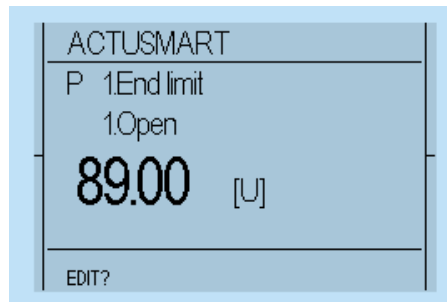 ACTUSMART
P 1.End limit
1.Open
89.00 [U]
EDIT?